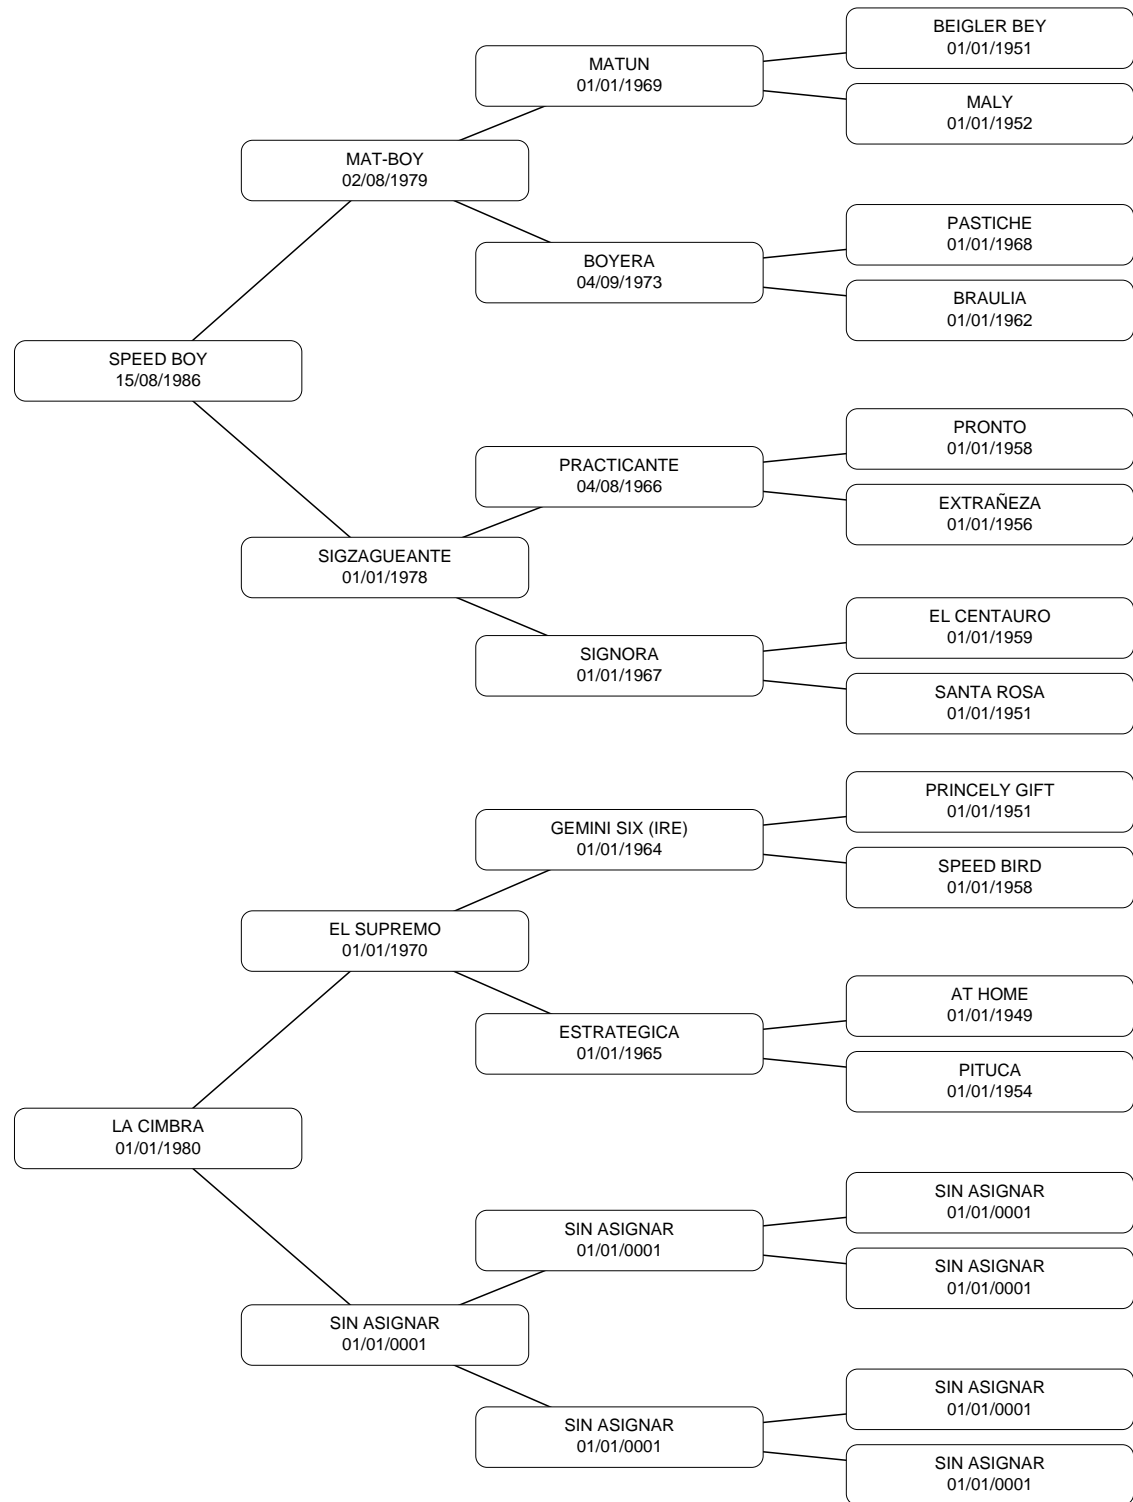 BEIGLER BEY
01/01/1951
MATUN
01/01/1969
MALY
01/01/1952
MAT-BOY
02/08/1979
PASTICHE
01/01/1968
BOYERA
04/09/1973
BRAULIA
01/01/1962
SPEED BOY
15/08/1986
PRONTO
01/01/1958
PRACTICANTE
04/08/1966
EXTRAÑEZA
01/01/1956
SIGZAGUEANTE
01/01/1978
EL CENTAURO
01/01/1959
SIGNORA
01/01/1967
SANTA ROSA
01/01/1951
PRINCELY GIFT
01/01/1951
GEMINI SIX (IRE)
01/01/1964
SPEED BIRD
01/01/1958
EL SUPREMO
01/01/1970
AT HOME
01/01/1949
ESTRATEGICA
01/01/1965
PITUCA
01/01/1954
LA CIMBRA
01/01/1980
SIN ASIGNAR
01/01/0001
SIN ASIGNAR
01/01/0001
SIN ASIGNAR
01/01/0001
SIN ASIGNAR
01/01/0001
SIN ASIGNAR
01/01/0001
SIN ASIGNAR
01/01/0001
SIN ASIGNAR
01/01/0001